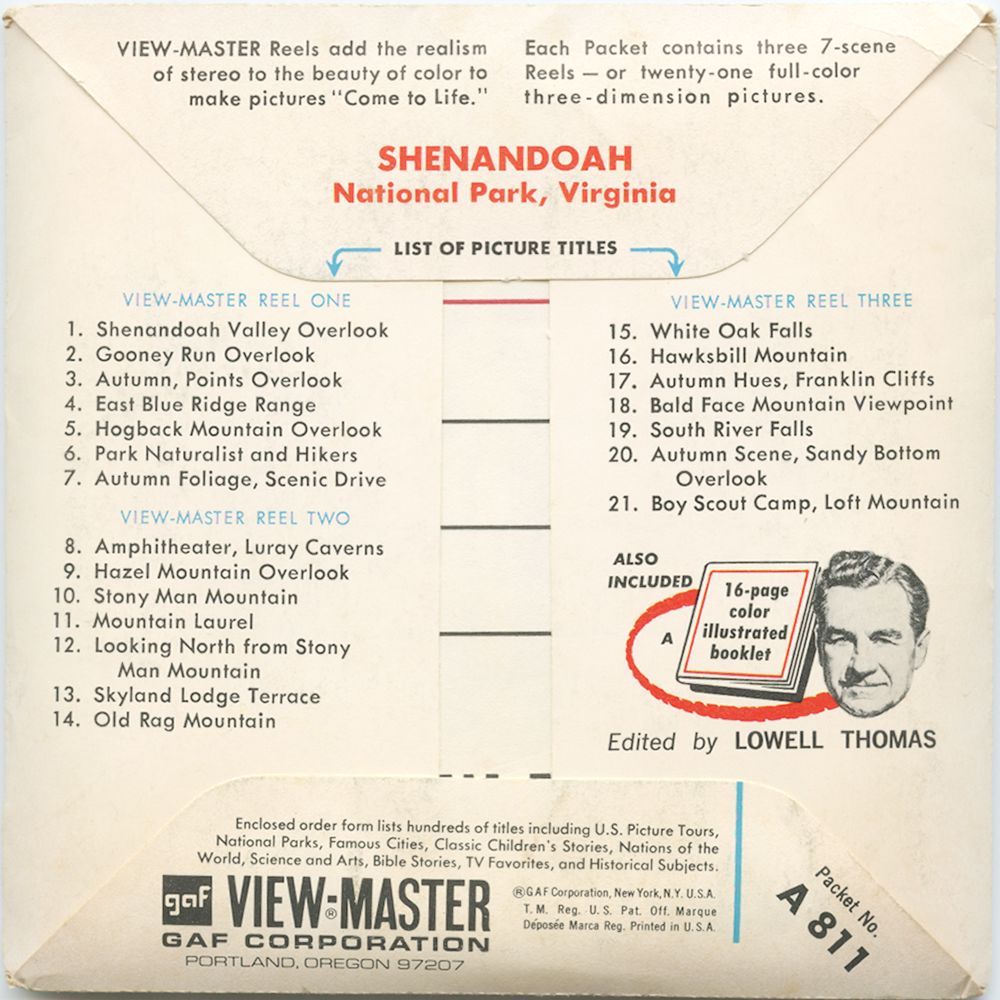 VIEW-MASTER Reels add the realism
of stereo to the beauty of color to
make pictures "Come to Life."
Each Packet contains three 7-scene
Reels — or twenty-one full-color
three-dimension pictures.
SHENANDOAH
National Park, Virginia
LIST OF PICTURE TITLES
VIEW-MASTER REEL ONE
1. Shenandoah Valley Overlook
2. Gooney Run Overlook
3. Autumn, Points Overlook
4. East Blue Ridge Range
5. Hogback Mountain Overlook
6. Park Naturalist and Hikers
7. Autumn Foliage, Scenic Drive
VIEW-MASTER REEL TWO
8. Amphitheater, Luray Caverns
9. Hazel Mountain Overlook
10. Stony Man Mountain
11. Mountain Laurel
12. Looking North from Stony
Man Mountain
13. Skyland Lodge Terrace
14. Old Rag Mountain
VIEW-MASTER REEL THREE
15. White Oak Falls
16. Hawksbill Mountain
17. Autumn Hues, Franklin Cliffs
18. Bald Face Mountain Viewpoint
19. South River Falls
20. Autumn Scene, Sandy Bottom
Overlook
21. Boy Scout Camp, Loft Mountain
ALSO
INCLUDED
A
16-page
color
illustrated
booklet
Edited by LOWELL THOMAS
Enclosed order form lists hundreds of titles including U.S. Picture Tours,
National Parks, Famous Cities, Classic Children's Stories, Nations of the
World, Science and Arts, Bible Stories, TV Favorites, and Historical Subjects.
gaf VIEW-MASTER®
GAF CORPORATION
PORTLAND, OREGON 97207
®GAF Corporation, New York, N.Y. U.S.A.
T.M. Reg. U.S. Pat. Off. Marque
Déposée Marca Reg. Printed in U.S.A.
Packet No.
A 811